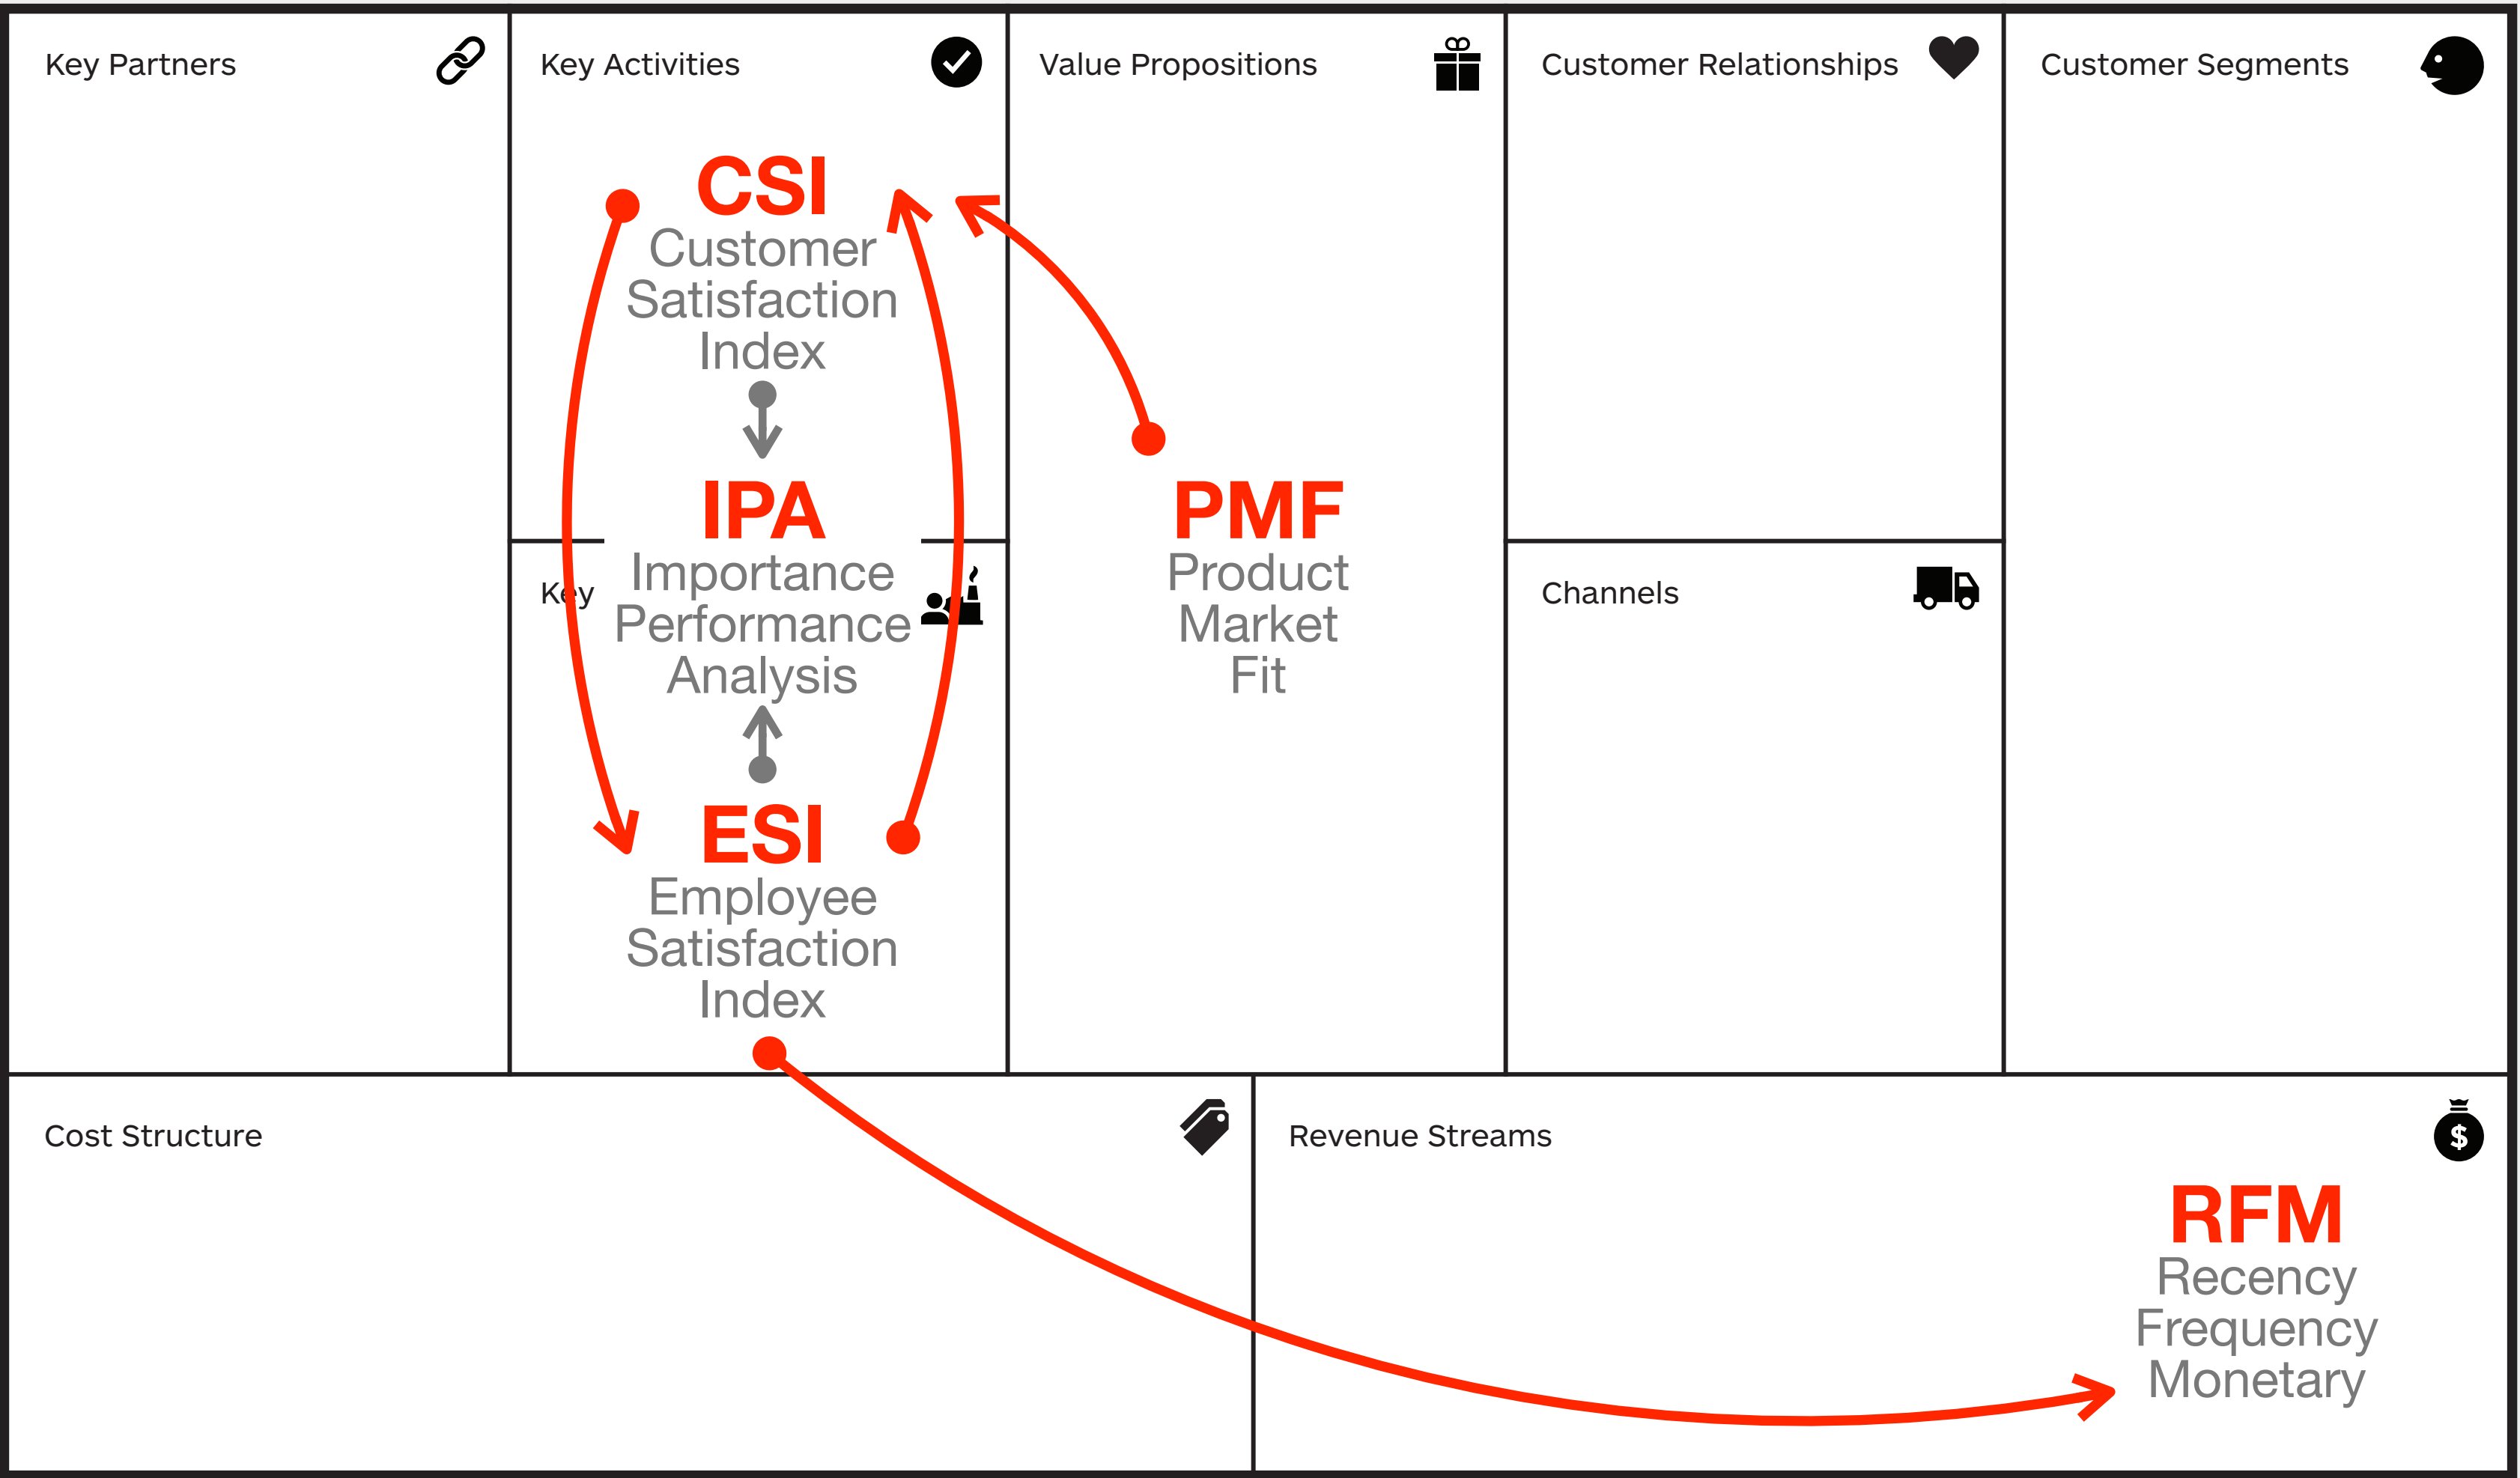 Key Partners
Key Activities
CSI
Customer
Satisfaction
Index
IPA
Importance
Performance
Analysis
Key
ESI
Employee
Satisfaction
Index
Value Propositions
PMF
Product
Market
Fit
Customer Relationships
Channels
Customer Segments
Cost Structure
Revenue Streams
$
RFM
Recency
Frequency
Monetary